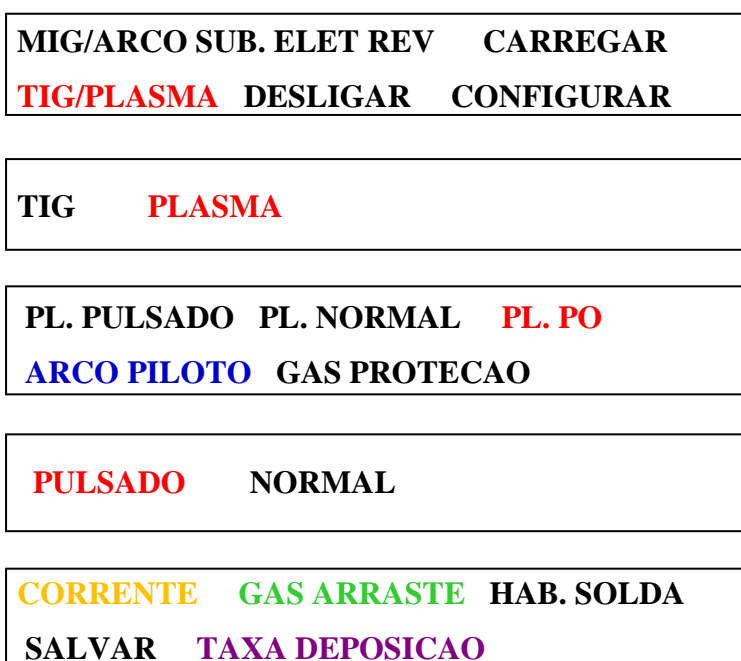 MIG/ARCO SUB. ELET REV CARREGAR
TIG/PLASMA DESLIGAR CONFIGURAR
TIG PLASMA
PL. PULSADO PL. NORMAL PL. PO
ARCO PILOTO GAS PROTECAO
PULSADO NORMAL
CORRENTE GAS ARRASTE HAB. SOLDA
SALVAR TAXA DEPOSICAO